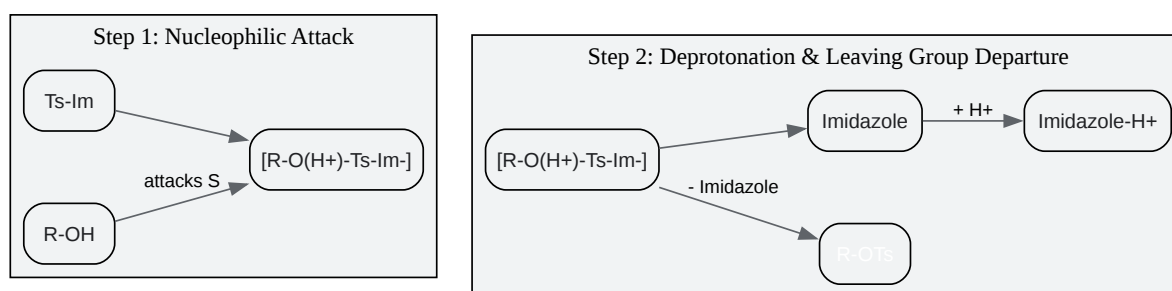 Step 1: Nucleophilic Attack
Ts-Im
[R-O(H+)-Ts-Im-]
attacks S
R-OH
Step 2: Deprotonation & Leaving Group Departure
Imidazole
+ H+
Imidazole-H+
[R-O(H+)-Ts-Im-]
- Imidazole
R-OTs